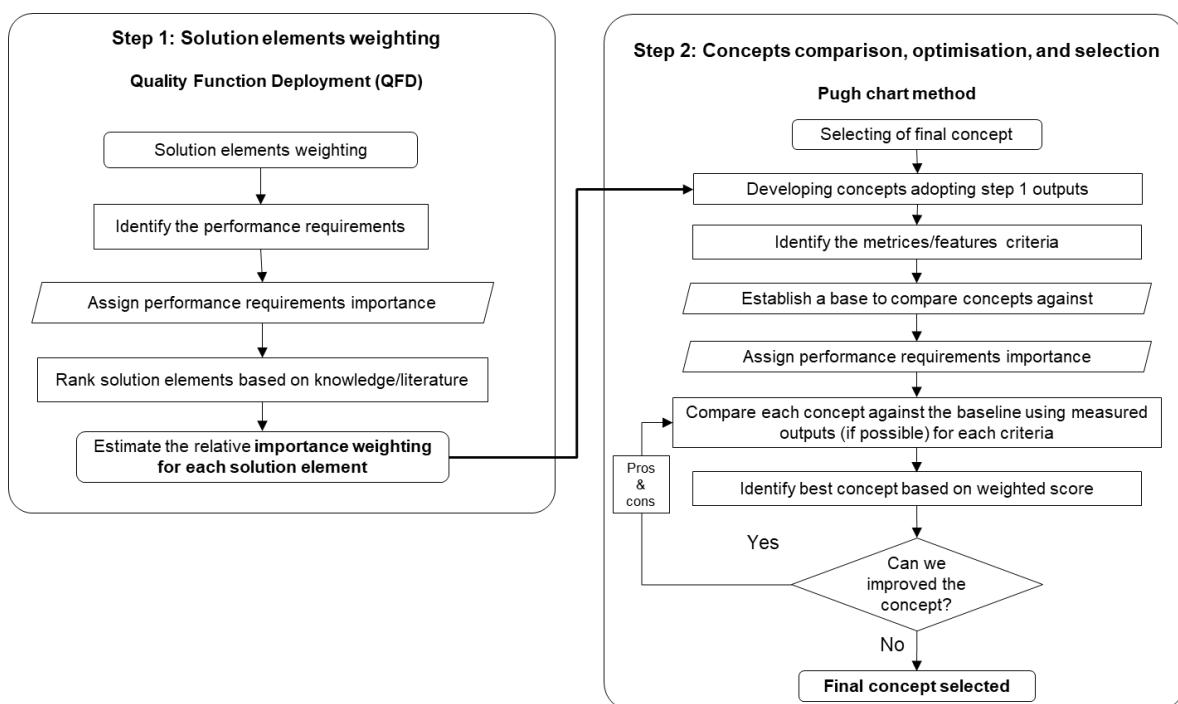 Step 1: Solution elements weighting
Quality Function Deployment (QFD)
Solution elements weighting
Identify the performance requirements
Assign performance requirements importance
Rank solution elements based on knowledge/literature
Estimate the relative importance weighting
for each solution element
Step 2: Concepts comparison, optimisation, and selection
Pugh chart method
Selecting of final concept
Developing concepts adopting step 1 outputs
Identify the metrices/features criteria
Establish a base to compare concepts against
Assign performance requirements importance
Compare each concept against the baseline using measured
outputs (if possible) for each criteria
Pros
&
cons
Identify best concept based on weighted score
Yes
Can we
improved the
concept?
No
Final concept selected